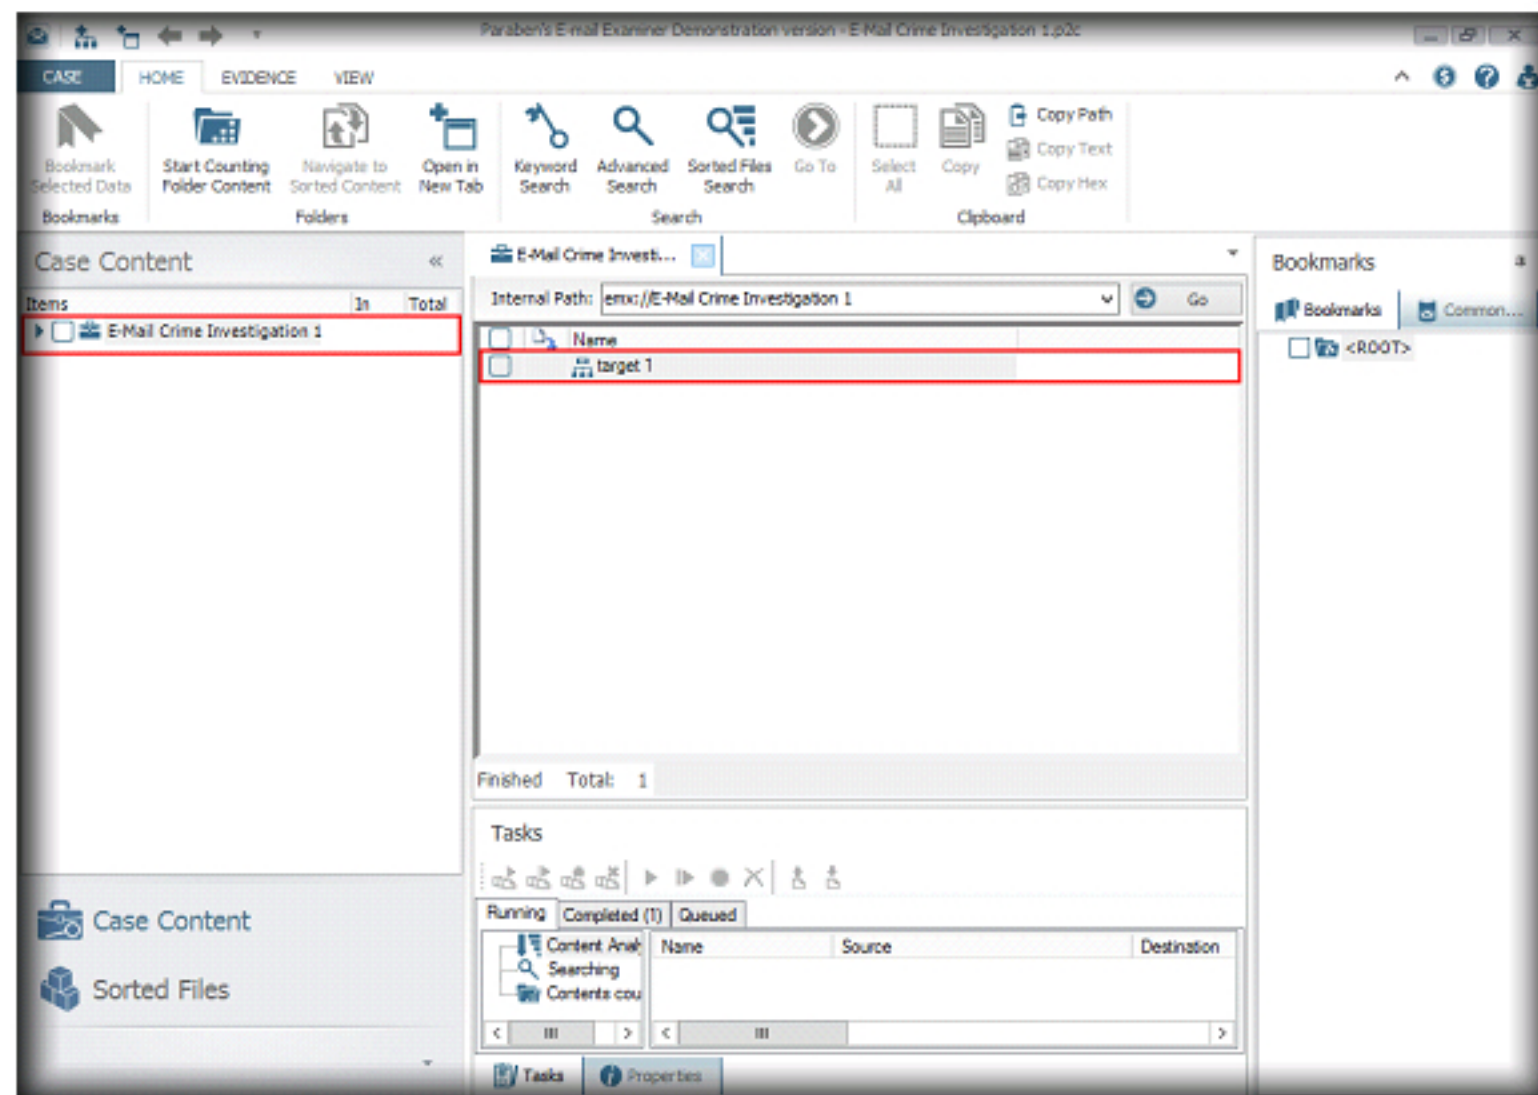 Paraben's E-mail Examiner Demonstration version - E-Mail Crime Investigation 1.p2c
CASE HOME EVIDENCE VIEW
Bookmark Selected Data
Start Counting Folder Content
Navigate to Sorted Content
Open in New Tab
Keyword Search
Advanced Search
Sorted Files Search
Go To
Select All
Copy
Copy Path
Copy Text
Copy Hex
Bookmarks Folders Search Clipboard
Case Content «
Items In Total
E-Mail Crime Investigation 1
E-Mail Crime Investi...
Internal Path: emx://E-Mail Crime Investigation 1 Go
Name
target 1
Finished Total: 1
Bookmarks
Bookmarks Common...
<ROOT>
Tasks
Running Completed (1) Queued
Content Analy
Searching
Contents cou
Name Source Destination
Tasks Properties
Case Content
Sorted Files